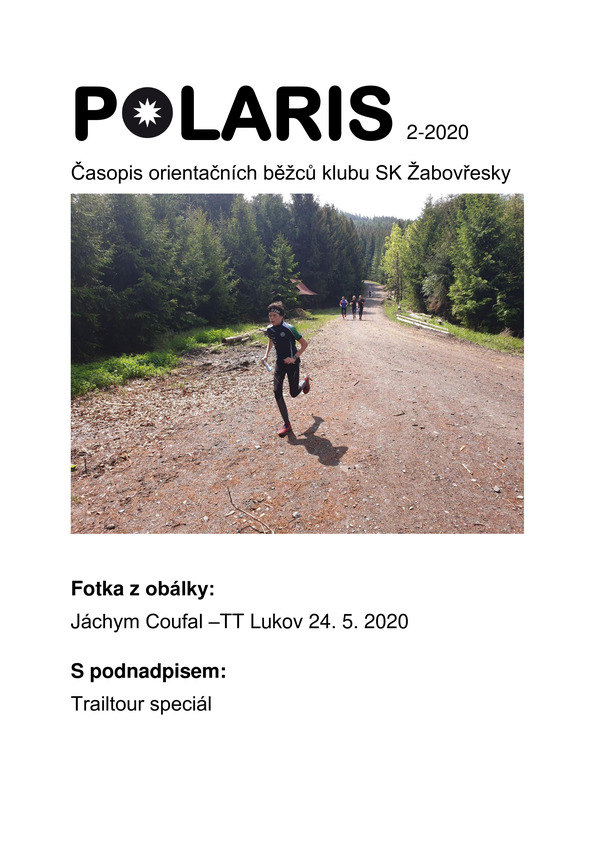 POLARIS 2-2020
Časopis orientačních běžců klubu SK Žabovřesky
Fotka z obálky:
Jáchym Coufal –TT Lukov 24. 5. 2020
S podnadpisem:
Trailtour speciál